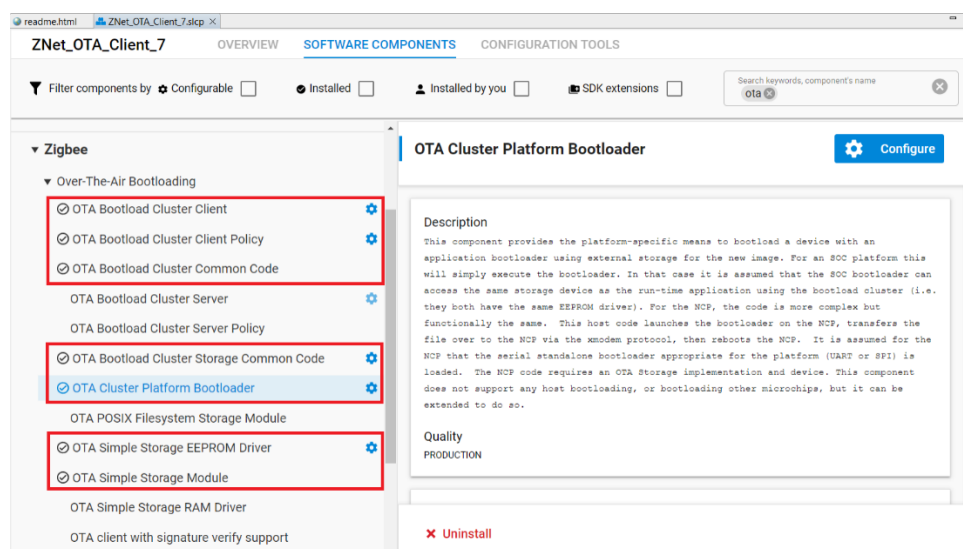 readme.html
ZNet_OTA_Client_7.slcp
ZNet_OTA_Client_7
OVERVIEW
SOFTWARE COMPONENTS
CONFIGURATION TOOLS
Filter components by
Configurable
Installed
Installed by you
SDK extensions
Search keywords, component's name
ota
Zigbee
Over-The-Air Bootloading
OTA Bootload Cluster Client
OTA Bootload Cluster Client Policy
OTA Bootload Cluster Common Code
OTA Bootload Cluster Server
OTA Bootload Cluster Server Policy
OTA Bootload Cluster Storage Common Code
OTA Cluster Platform Bootloader
OTA POSIX Filesystem Storage Module
OTA Simple Storage EEPROM Driver
OTA Simple Storage Module
OTA Simple Storage RAM Driver
OTA client with signature verify support
OTA Cluster Platform Bootloader
Configure
Description
This component provides the platform-specific means to bootload a device with an
application bootloader using external storage for the new image. For an SOC platform this
will simply execute the bootloader. In that case it is assumed that the SOC bootloader can
access the same storage device as the run-time application using the bootload cluster (i.e.
they both have the same EEPROM driver). For the NCP, the code is more complex but
functionally the same. This host code launches the bootloader on the NCP, transfers the
file over to the NCP via the xmodem protocol, then reboots the NCP. It is assumed for the
NCP that the serial standalone bootloader appropriate for the platform (UART or SPI) is
loaded. The NCP code requires an OTA Storage implementation and device. This component
does not support any host bootloading, or bootloading other microchips, but it can be
extended to do so.
Quality
PRODUCTION
Uninstall